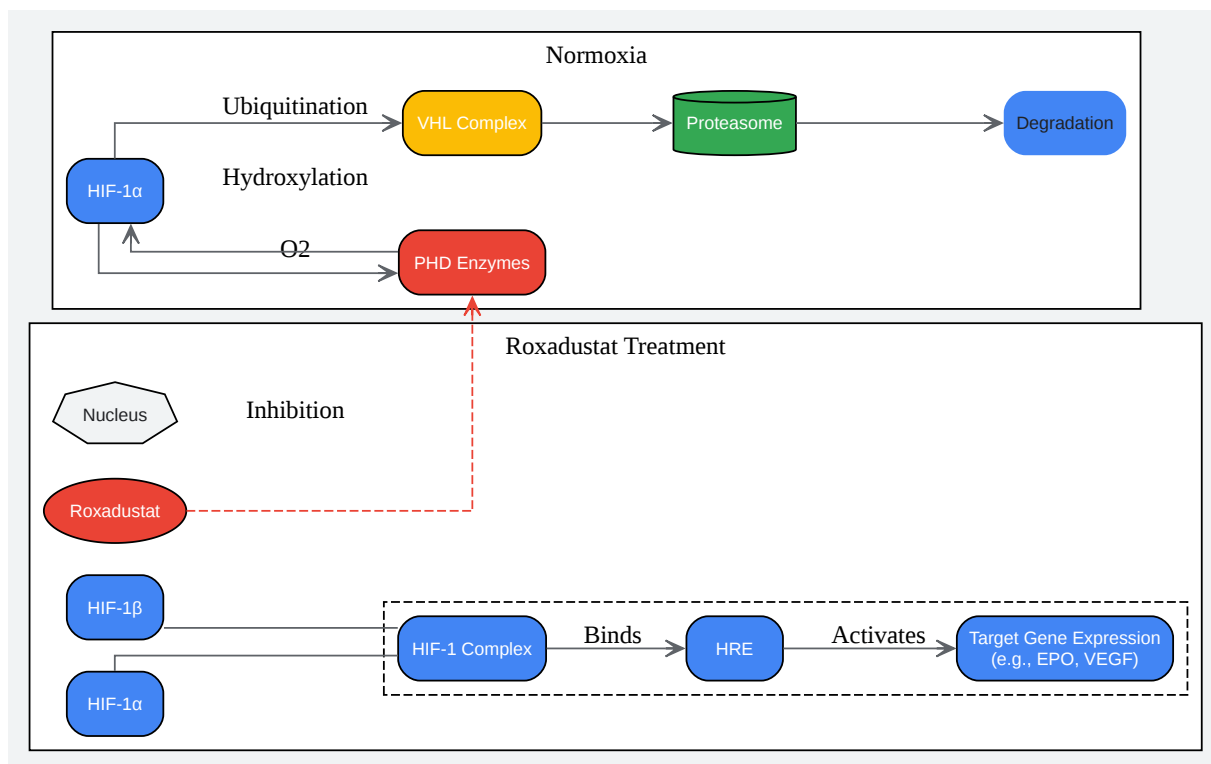 Normoxia
Ubiquitination
VHL Complex
Proteasome
Degradation
HIF-1α
Hydroxylation
O2
PHD Enzymes
Roxadustat Treatment
Nucleus
Inhibition
Roxadustat
HIF-1β
HIF-1 Complex
Binds
HRE
Activates
Target Gene Expression
(e.g., EPO, VEGF)
HIF-1α